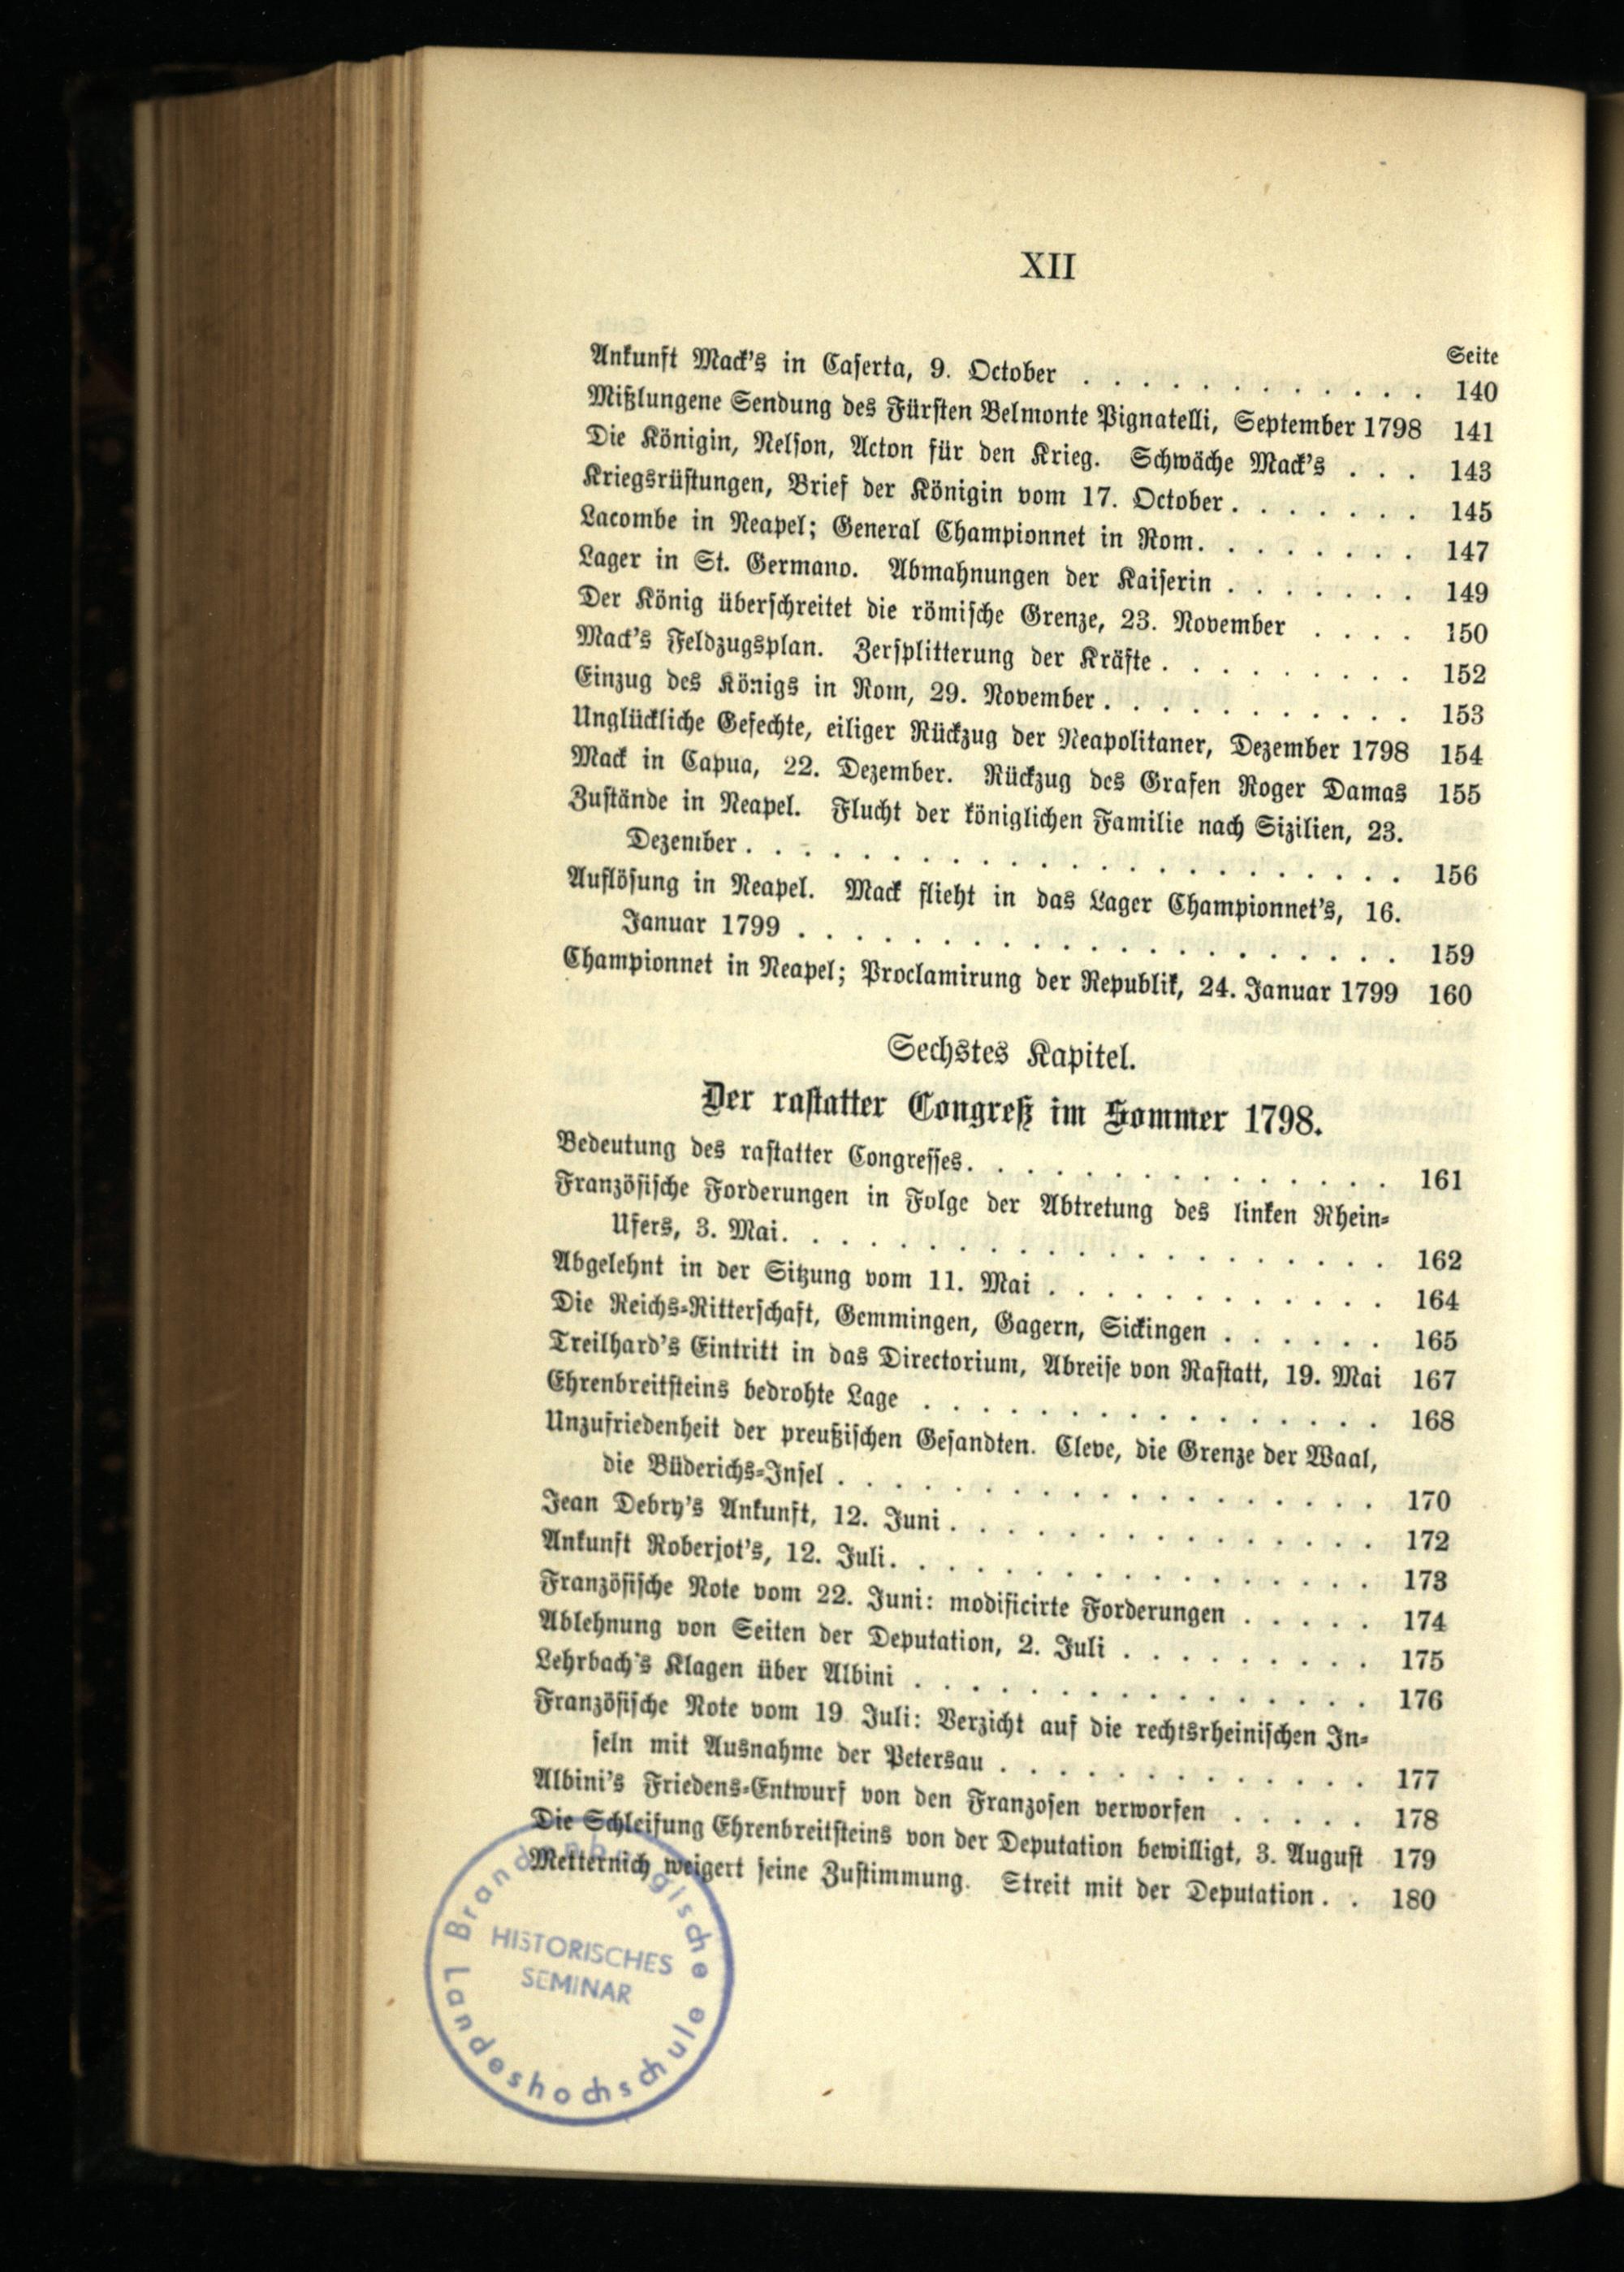 XII
Seite
Ankunft Mack's in Caserta, 9. October . . . . . . . . . . . . 140
Mißlungene Sendung des Fürsten Belmonte Pignatelli, September 1798 141
Die Königin, Nelson, Acton für den Krieg. Schwäche Mack's . . . 143
Kriegsrüstungen, Brief der Königin vom 17. October . . . . . . . 145
Lacombe in Neapel; General Championnet in Rom. . . . . . . . 147
Lager in St. Germano. Abmahnungen der Kaiserin . . . . . . . 149
Der König überschreitet die römische Grenze, 23. November . . . . 150
Mack's Feldzugsplan. Zersplitterung der Kräfte . . . . . . . . . 152
Einzug des Königs in Rom, 29. November . . . . . . . . . . . 153
Unglückliche Gefechte, eiliger Rückzug der Neapolitaner, Dezember 1798 154
Mack in Capua, 22. Dezember. Rückzug des Grafen Roger Damas 155
Zustände in Neapel. Flucht der königlichen Familie nach Sizilien, 23.
Dezember . . . . . . . . . . . . . . . . . . . . . . . 156
Auflösung in Neapel. Mack flieht in das Lager Championnet's, 16.
Januar 1799 . . . . . . . . . . . . . . . . . . . . . 159
Championnet in Neapel; Proclamirung der Republik, 24. Januar 1799 160
Sechstes Kapitel.
Der rastatter Congreß im Sommer 1798.
Bedeutung des rastatter Congresses. . . . . . . . . . . . . . . 161
Französische Forderungen in Folge der Abtretung des linken Rhein-
Ufers, 3. Mai. . . . . . . . . . . . . . . . . . . . . . 162
Abgelehnt in der Sitzung vom 11. Mai . . . . . . . . . . . . 164
Die Reichs-Ritterschaft, Gemmingen, Gagern, Sickingen . . . . . . 165
Treilhard's Eintritt in das Directorium, Abreise von Rastatt, 19. Mai 167
Ehrenbreitsteins bedrohte Lage . . . . . . . . . . . . . . . . 168
Unzufriedenheit der preußischen Gesandten. Cleve, die Grenze der Waal,
die Büderichs-Insel . . . . . . . . . . . . . . . . . . . 170
Jean Debry's Ankunft, 12. Juni . . . . . . . . . . . . . . . 172
Ankunft Roberjot's, 12. Juli. . . . . . . . . . . . . . . . . . 173
Französische Note vom 22. Juni: modificirte Forderungen . . . . . 174
Ablehnung von Seiten der Deputation, 2. Juli . . . . . . . . . 175
Lehrbach's Klagen über Albini . . . . . . . . . . . . . . . . 176
Französische Note vom 19 Juli: Verzicht auf die rechtsrheinischen In-
seln mit Ausnahme der Petersau . . . . . . . . . . . . . 177
Albini's Friedens-Entwurf von den Franzosen verworfen . . . . . 178
Die Schleifung Ehrenbreitsteins von der Deputation bewilligt, 3. August 179
Metternich weigert seine Zustimmung. Streit mit der Deputation . . 180
Brandenburgische
Landeshochschule
HISTORISCHES
SEMINAR